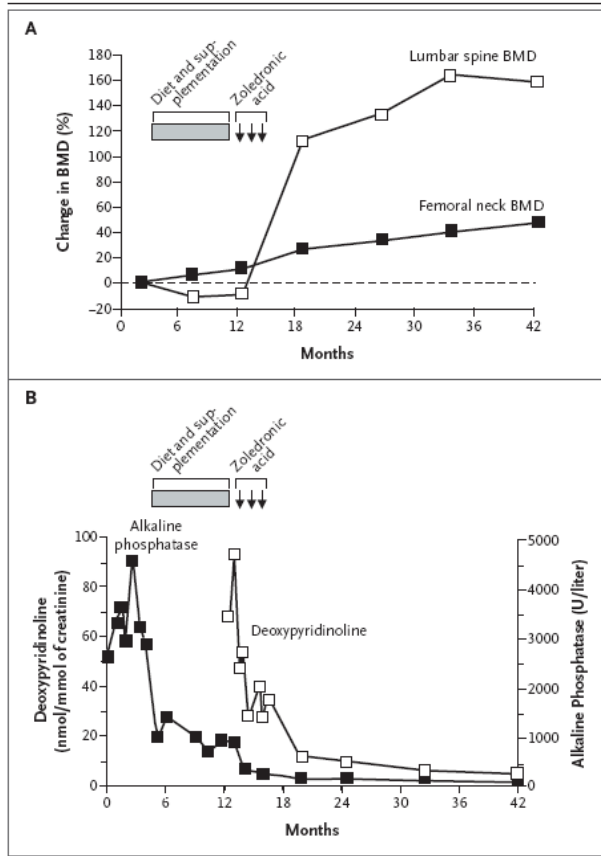 A
Diet and sup-
plementation
Zoledronic
acid
Lumbar spine BMD
Femoral neck BMD
Change in BMD (%)
180
160
140
120
100
80
60
40
20
0
−20
0 6 12 18 24 30 36 42
Months
B
Diet and sup-
plementation
Zoledronic
acid
Alkaline
phosphatase
Deoxypyridinoline
Deoxypyridinoline
(nmol/mmol of creatinine)
100
80
60
40
20
0
5000
4000
3000
2000
1000
0
Alkaline Phosphatase (U/liter)
0 6 12 18 24 30 36 42
Months